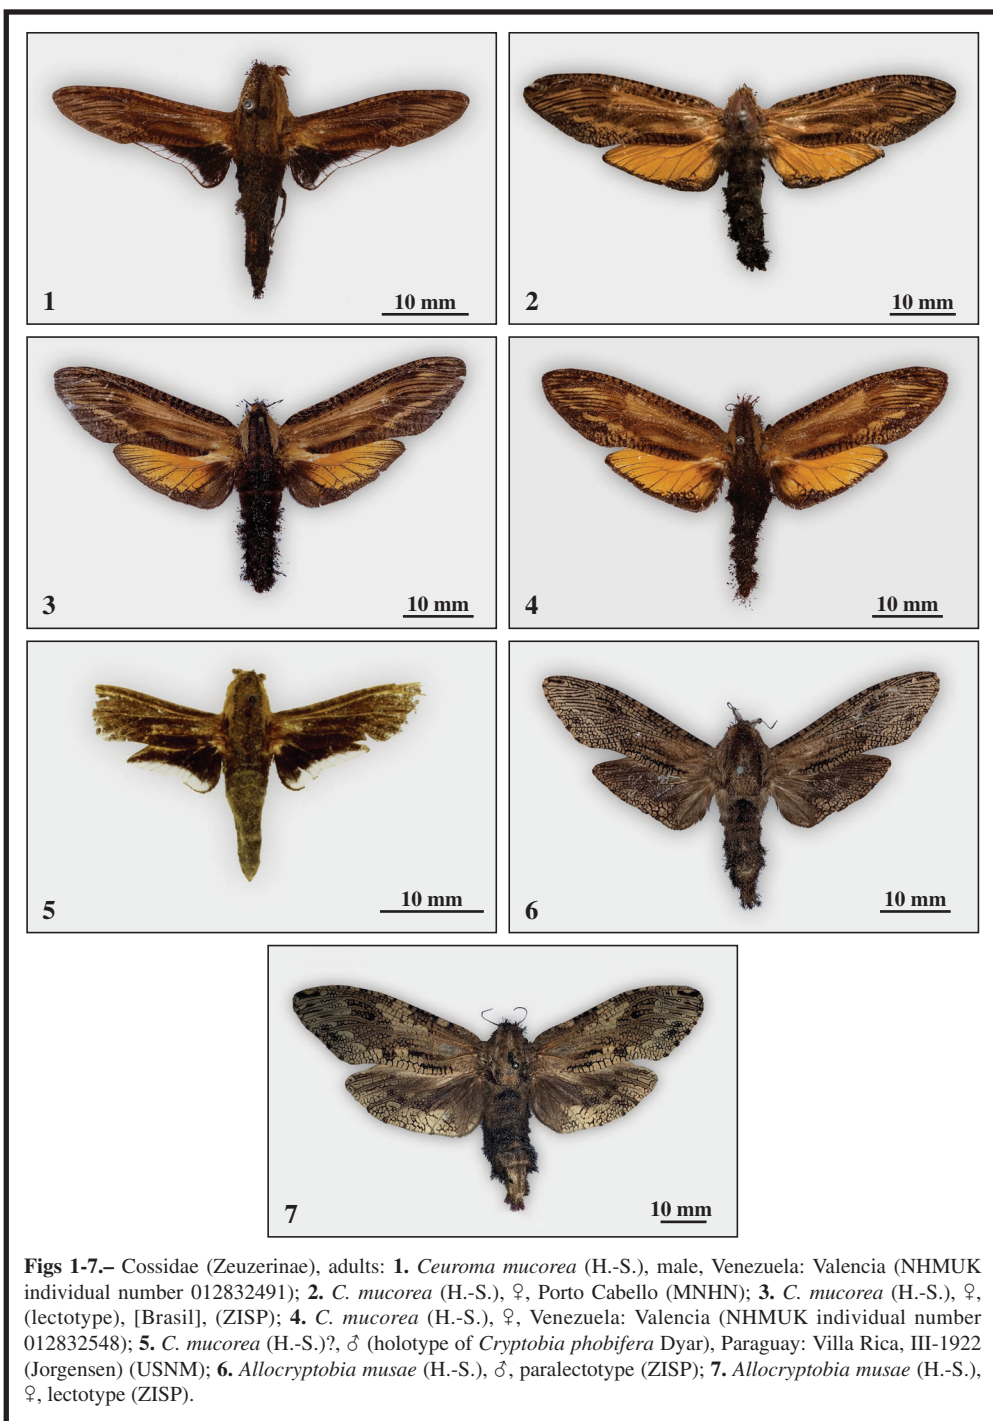 1
10 mm
2
10 mm
3
10 mm
4
10 mm
5
10 mm
6
10 mm
7
10 mm
Figs 1-7.– Cossidae (Zeuzerinae), adults: 1. Ceuroma mucorea (H.-S.), male, Venezuela: Valencia (NHMUK
individual number 012832491); 2. C. mucorea (H.-S.), ♀, Porto Cabello (MNHN); 3. C. mucorea (H.-S.), ♀,
(lectotype), [Brasil], (ZISP); 4. C. mucorea (H.-S.), ♀, Venezuela: Valencia (NHMUK individual number
012832548); 5. C. mucorea (H.-S.)?, ♂ (holotype of Cryptobia phobifera Dyar), Paraguay: Villa Rica, III-1922
(Jorgensen) (USNM); 6. Allocryptobia musae (H.-S.), ♂, paralectotype (ZISP); 7. Allocryptobia musae (H.-S.),
♀, lectotype (ZISP).